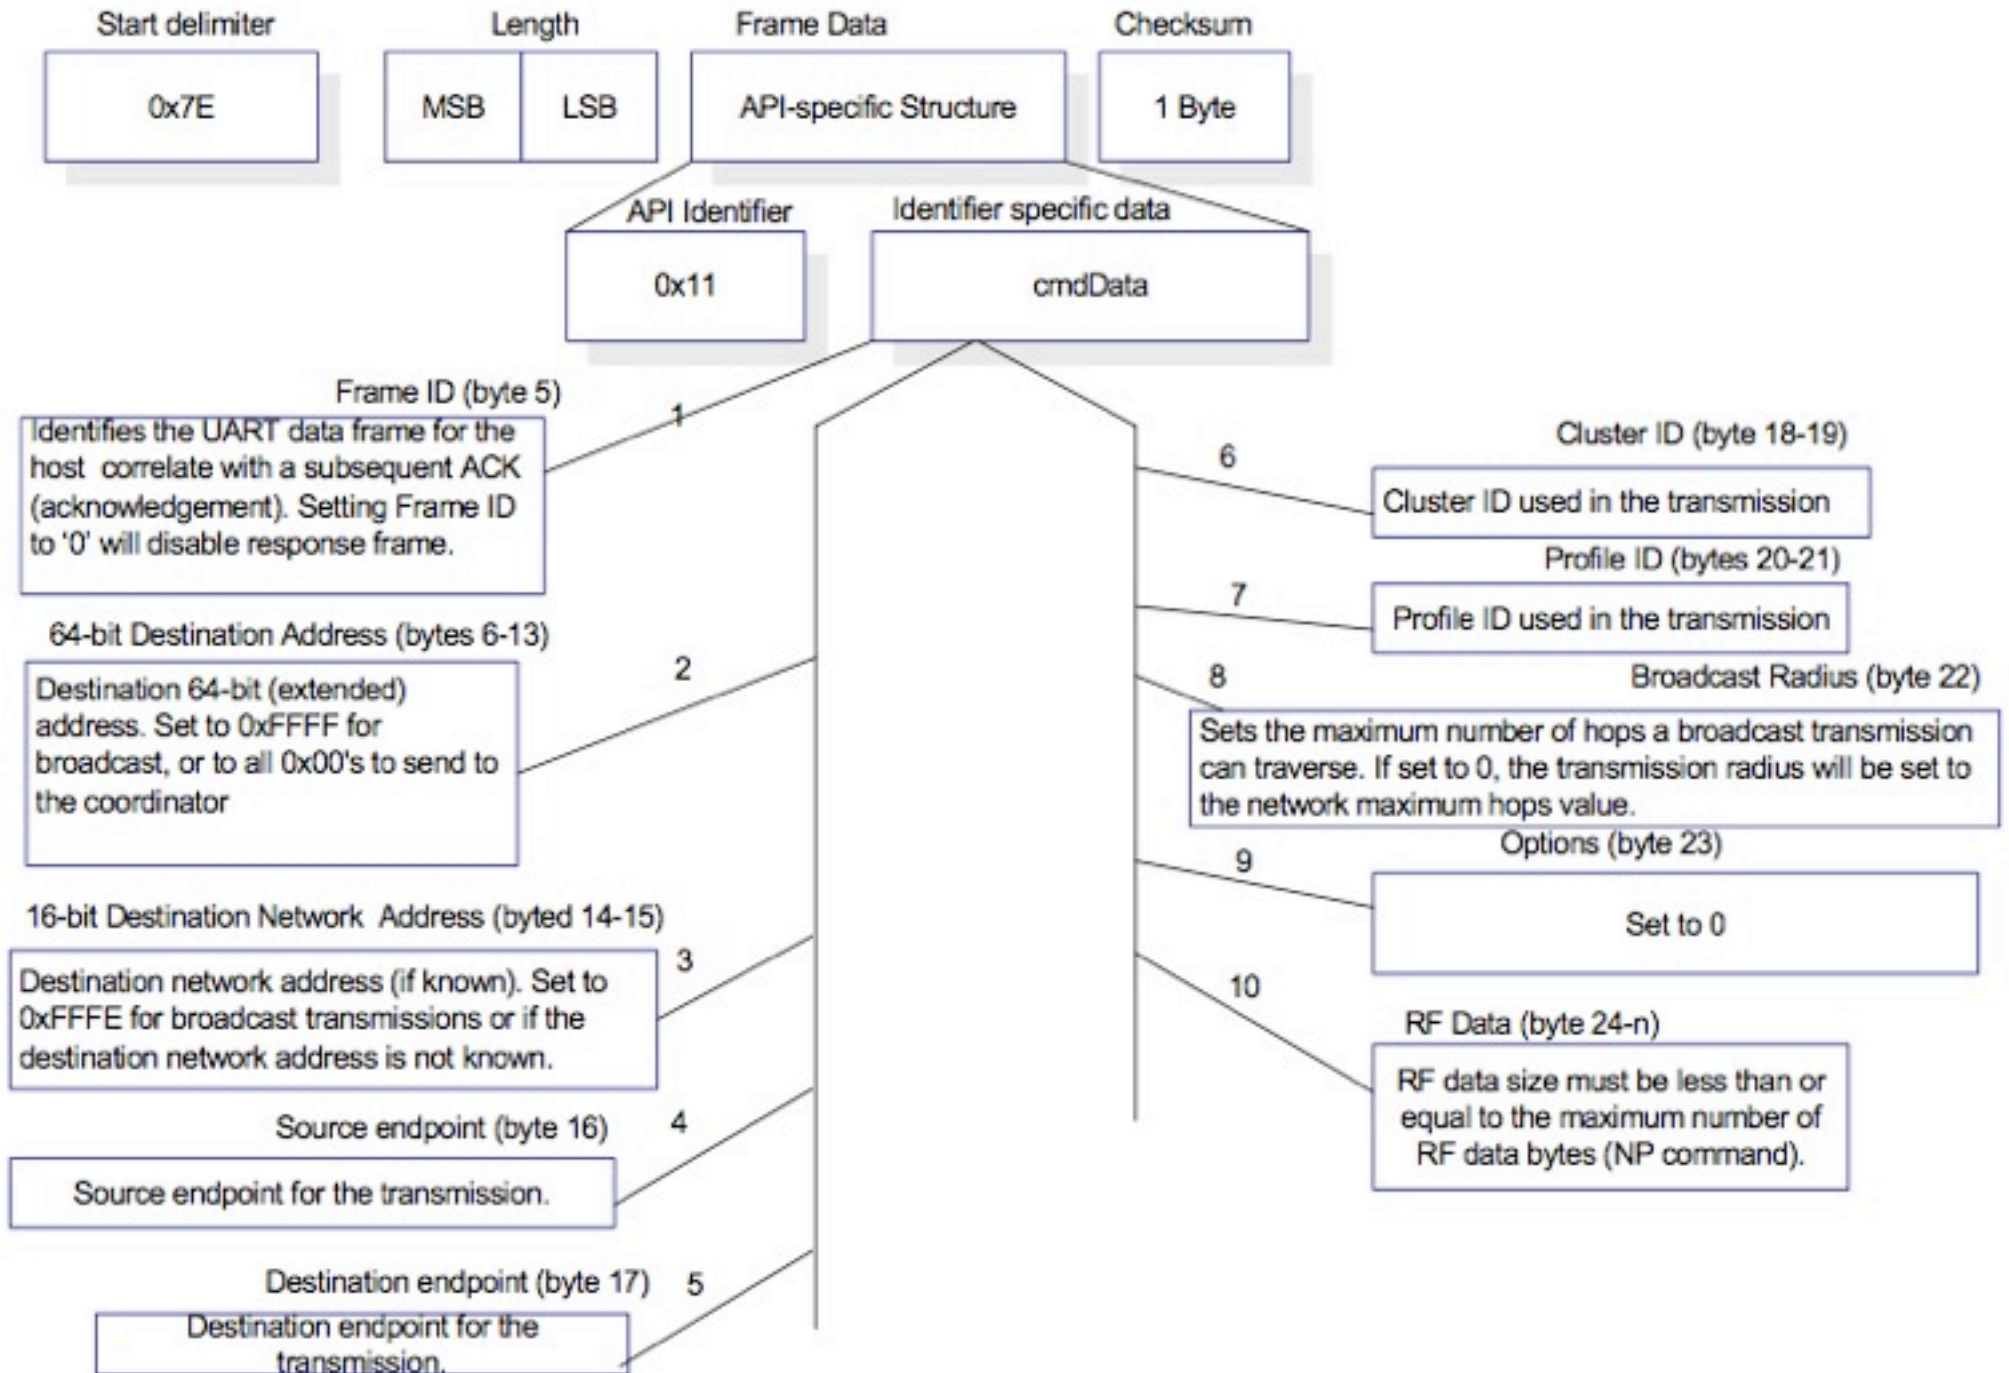 Start delimiter
Length
Frame Data
Checksum
0x7E
MSB
LSB
API-specific Structure
1 Byte
API Identifier
Identifier specific data
0x11
cmdData
Frame ID (byte 5)
Identifies the UART data frame for the
host correlate with a subsequent ACK
(acknowledgement). Setting Frame ID
to ‘0’ will disable response frame.
1
64-bit Destination Address (bytes 6-13)
Destination 64-bit (extended)
address. Set to 0xFFFF for
broadcast, or to all 0x00's to send to
the coordinator
2
16-bit Destination Network Address (byted 14-15)
Destination network address (if known). Set to
0xFFFE for broadcast transmissions or if the
destination network address is not known.
3
Source endpoint (byte 16)
Source endpoint for the transmission.
4
Destination endpoint (byte 17)
Destination endpoint for the
transmission.
5
6
Cluster ID (byte 18-19)
Cluster ID used in the transmission
7
Profile ID (bytes 20-21)
Profile ID used in the transmission
8
Broadcast Radius (byte 22)
Sets the maximum number of hops a broadcast transmission
can traverse. If set to 0, the transmission radius will be set to
the network maximum hops value.
9
Options (byte 23)
Set to 0
10
RF Data (byte 24-n)
RF data size must be less than or
equal to the maximum number of
RF data bytes (NP command).